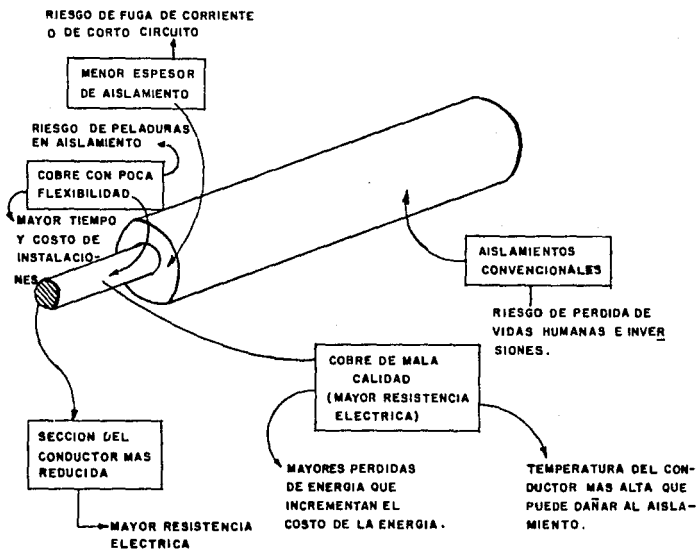 RIESGO DE FUGA DE CORRIENTE
O DE CORTO CIRCUITO
MENOR ESPESOR
DE AISLAMIENTO
RIESGO DE PELADURAS
EN AISLAMIENTO
COBRE CON POCA
FLEXIBILIDAD
MAYOR TIEMPO
Y COSTO DE
INSTALACIO-
NES
AISLAMIENTOS
CONVENCIONALES
RIESGO DE PERDIDA DE
VIDAS HUMANAS E INVER
SIONES.
COBRE DE MALA
CALIDAD
(MAYOR RESISTENCIA
ELECTRICA)
SECCION DEL
CONDUCTOR MAS
REDUCIDA
MAYOR RESISTENCIA
ELECTRICA
MAYORES PERDIDAS
DE ENERGIA QUE
INCREMENTAN EL
COSTO DE LA ENERGIA.
TEMPERATURA DEL CON-
DUCTOR MAS ALTA QUE
PUEDE DAÑAR AL AISLA-
MIENTO.